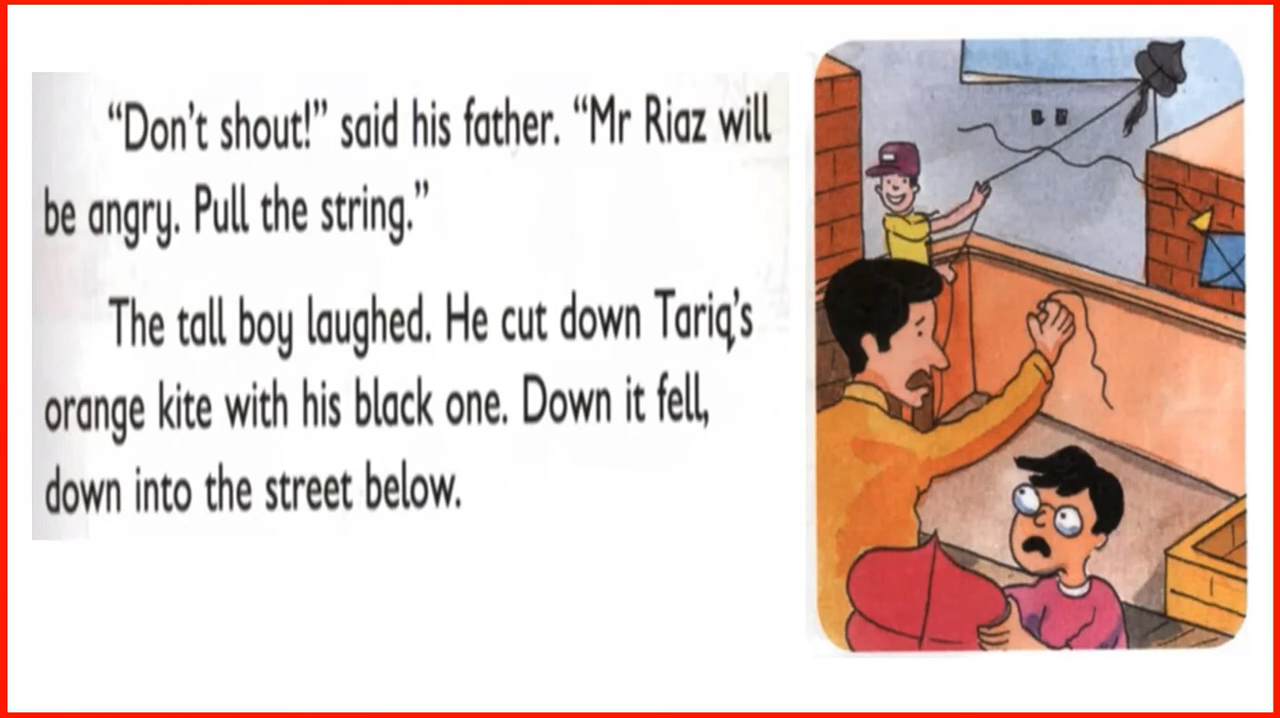 “Don’t shout!” said his father. “Mr Riaz will
be angry. Pull the string.”
The tall boy laughed. He cut down Tariq’s
orange kite with his black one. Down it fell,
down into the street below.